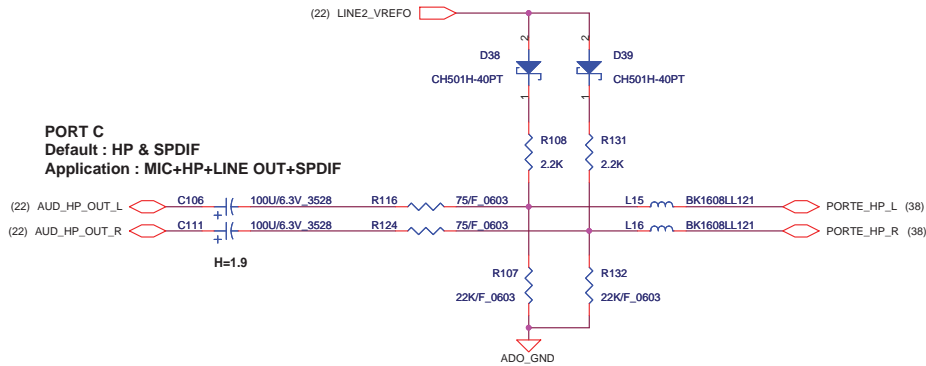 (22) LINE2_VREFO
2 2
D38 D39
CH501H-40PT CH501H-40PT
1 1
PORT C
Default : HP & SPDIF
Application : MIC+HP+LINE OUT+SPDIF
R108 R131
2.2K 2.2K
(22) AUD_HP_OUT_L C106 + 100U/6.3V_3528 R116 75/F_0603 L15 BK1608LL121 PORTE_HP_L (38)
(22) AUD_HP_OUT_R C111 + 100U/6.3V_3528 R124 75/F_0603 L16 BK1608LL121 PORTE_HP_R (38)
H=1.9
R107 R132
22K/F_0603 22K/F_0603
ADO_GND